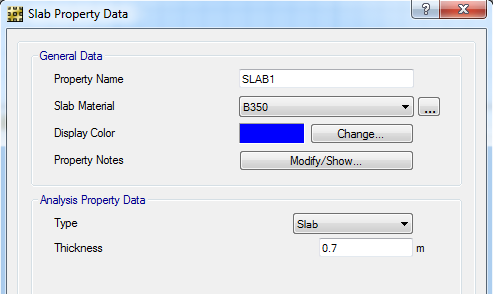 Slab Property Data
General Data
Property Name SLAB1
Slab Material B350 ...
Display Color Change...
Property Notes Modify/Show...
Analysis Property Data
Type Slab
Thickness 0.7 m